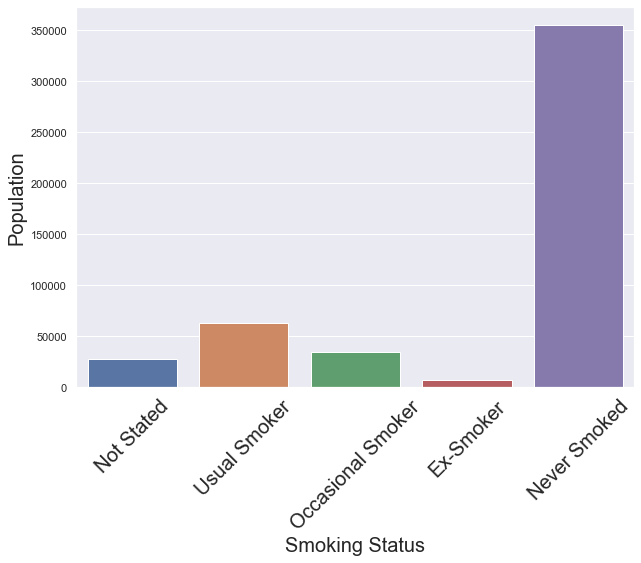 350000
300000
250000
200000
150000
100000
50000
0
Population
Not Stated
Usual Smoker
Occasional Smoker
Ex-Smoker
Never Smoked
Smoking Status